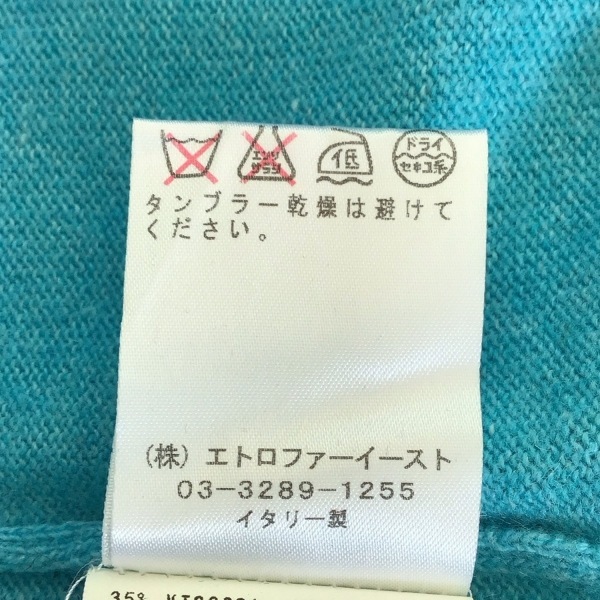 エンソ
サラシ
低
ドライ
セキユ系
タンブラー乾燥は避けて
ください。
（株）エトロファーイースト
03-3289-1255
イタリー製
35%